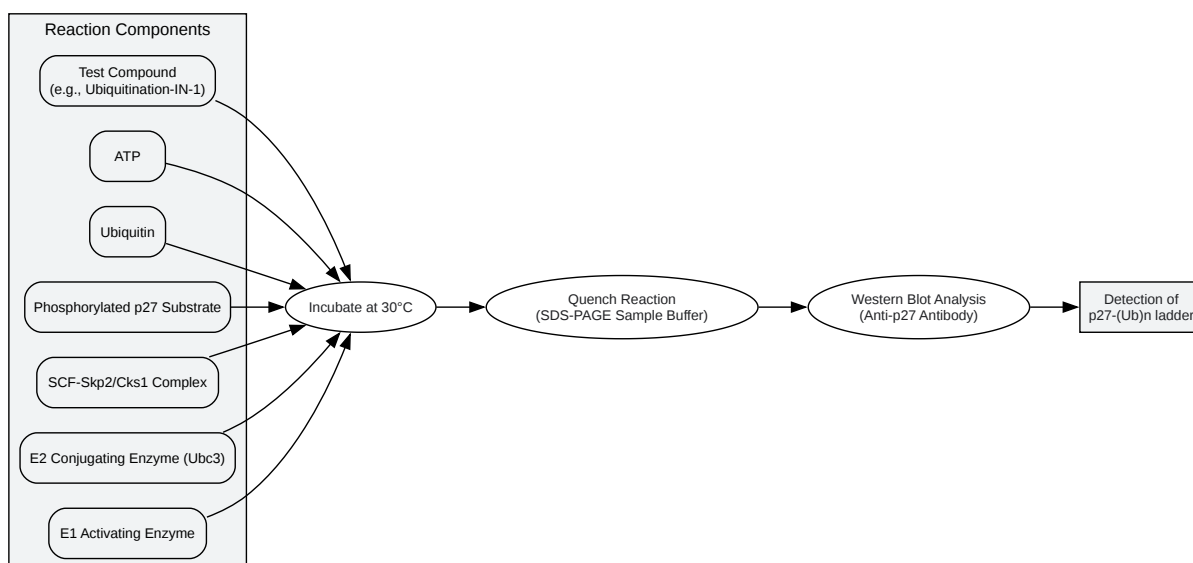 Reaction Components
Test Compound
(e.g., Ubiquitination-IN-1)
ATP
Ubiquitin
Phosphorylated p27 Substrate
SCF-Skp2/Cks1 Complex
E2 Conjugating Enzyme (Ubc3)
E1 Activating Enzyme
Incubate at 30°C
Quench Reaction
(SDS-PAGE Sample Buffer)
Western Blot Analysis
(Anti-p27 Antibody)
Detection of
p27-(Ub)n ladder